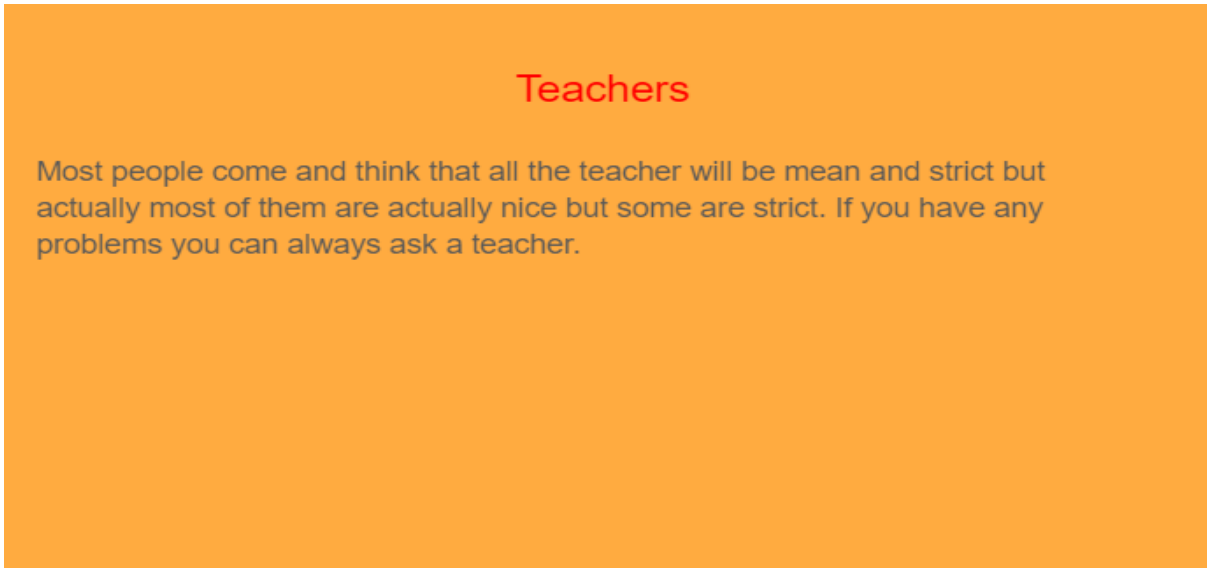 Teachers
Most people come and think that all the teacher will be mean and strict but
actually most of them are actually nice but some are strict. If you have any
problems you can always ask a teacher.